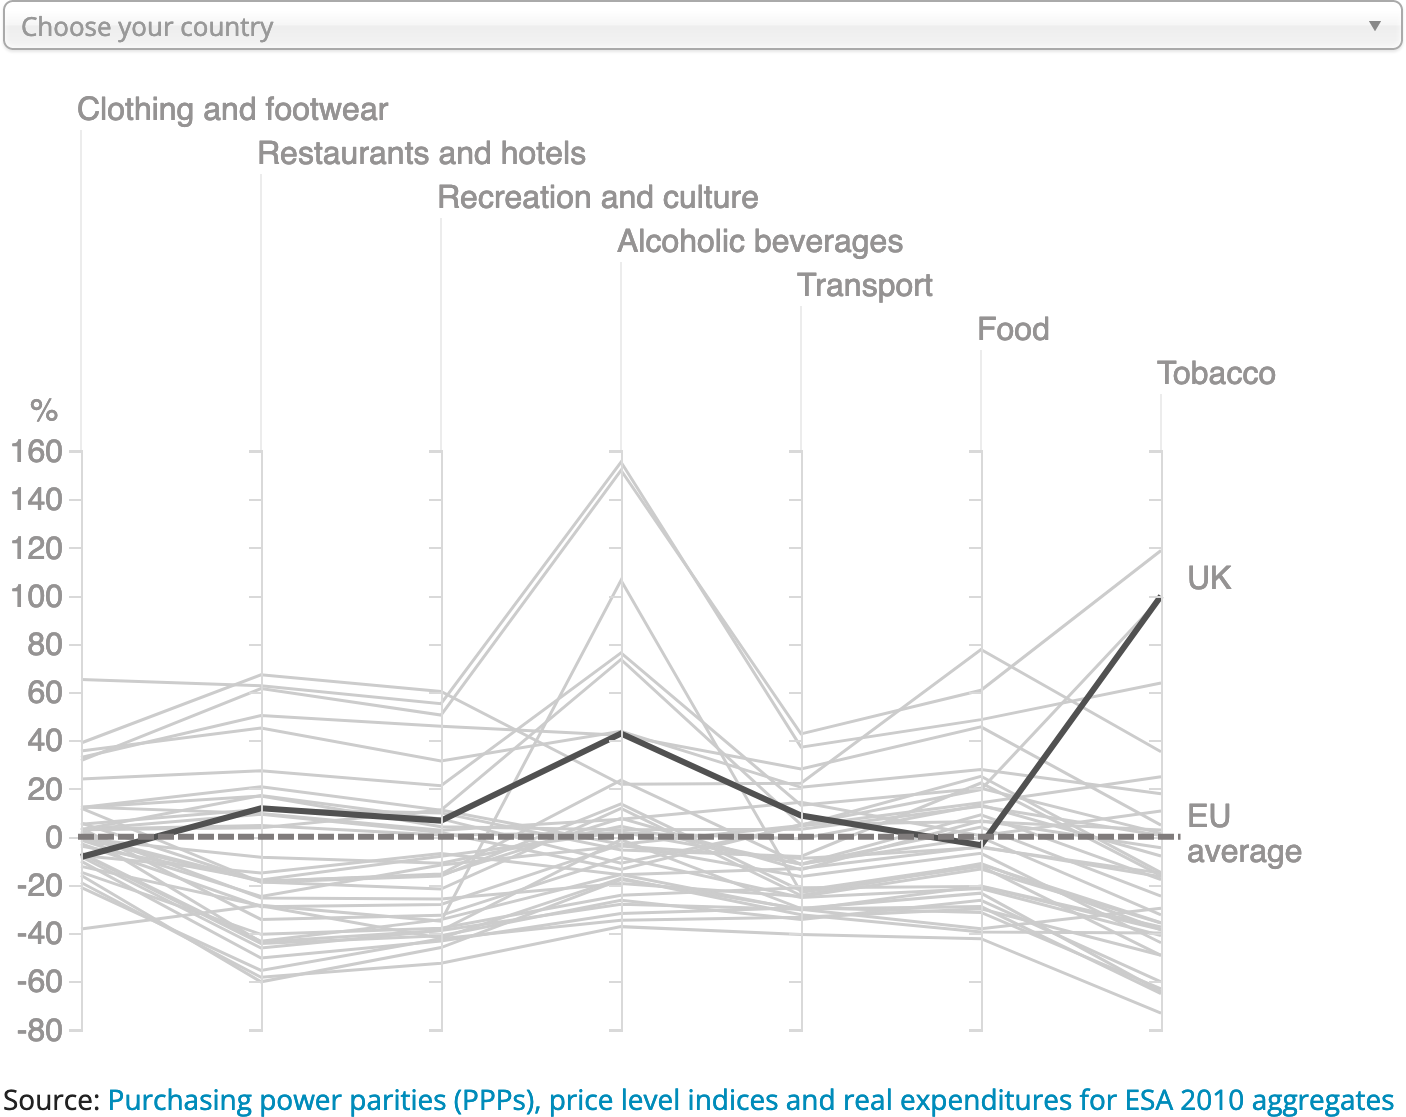 Choose your country
Clothing and footwear
Restaurants and hotels
Recreation and culture
Alcoholic beverages
Transport
Food
Tobacco
%
160
140
120
100
80
60
40
20
0
-20
-40
-60
-80
UK
EU
average
Source: Purchasing power parities (PPPs), price level indices and real expenditures for ESA 2010 aggregates